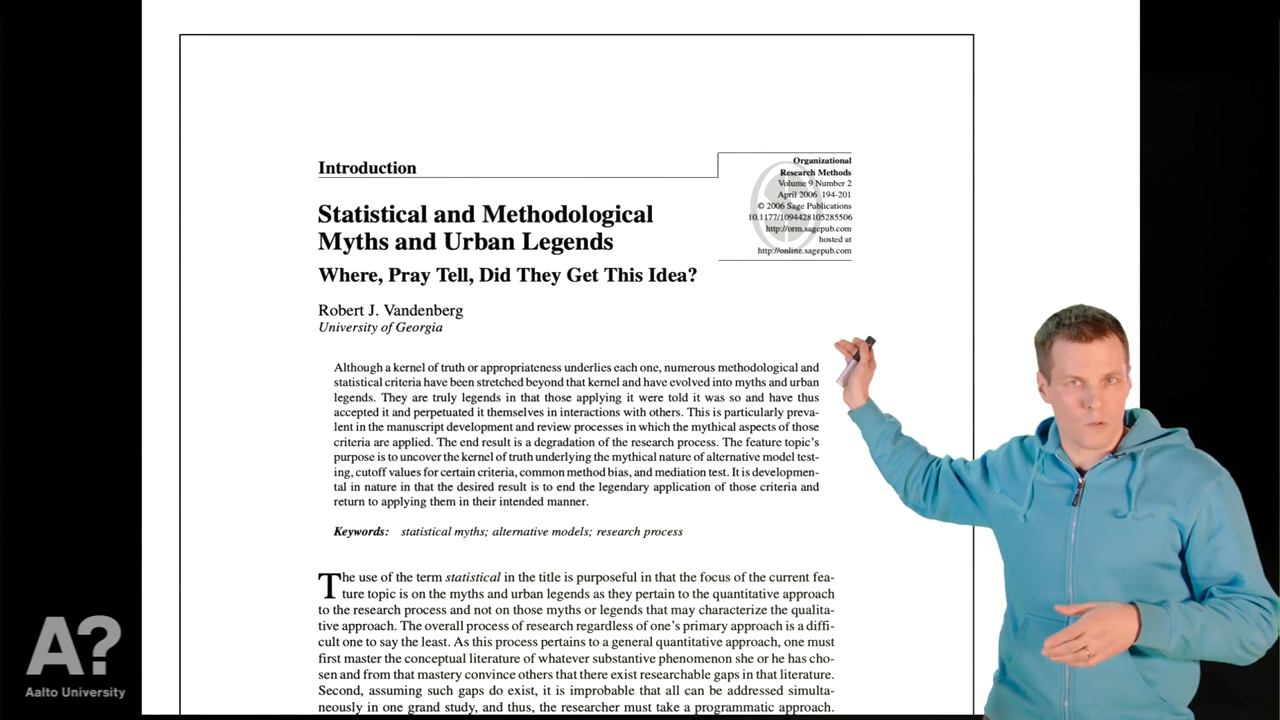 Introduction
Organizational
Research Methods
Volume 9 Number 2
April 2006 194-201
© 2006 Sage Publications
10.1177/1094428105285506
http://orm.sagepub.com
hosted at
http://online.sagepub.com
Statistical and Methodological
Myths and Urban Legends
Where, Pray Tell, Did They Get This Idea?
Robert J. Vandenberg
University of Georgia
Although a kernel of truth or appropriateness underlies each one, numerous methodological and
statistical criteria have been stretched beyond that kernel and have evolved into myths and urban
legends. They are truly legends in that those applying it were told it was so and have thus
accepted it and perpetuated it themselves in interactions with others. This is particularly preva-
lent in the manuscript development and review processes in which the mythical aspects of those
criteria are applied. The end result is a degradation of the research process. The feature topic's
purpose is to uncover the kernel of truth underlying the mythical nature of alternative model test-
ing, cutoff values for certain criteria, common method bias, and mediation test. It is developmen-
tal in nature in that the desired result is to end the legendary application of those criteria and
return to applying them in their intended manner.
Keywords: statistical myths; alternative models; research process
The use of the term statistical in the title is purposeful in that the focus of the current fea-
ture topic is on the myths and urban legends as they pertain to the quantitative approach
to the research process and not on those myths or legends that may characterize the qualita-
tive approach. The overall process of research regardless of one's primary approach is a diffi-
cult one to say the least. As this process pertains to a general quantitative approach, one must
first master the conceptual literature of whatever substantive phenomenon she or he has cho-
sen and from that mastery convince others that there exist researchable gaps in that literature.
Second, assuming such gaps do exist, it is improbable that all can be addressed simulta-
neously in one grand study, and thus, the researcher must take a programmatic approach.
A?
Aalto University